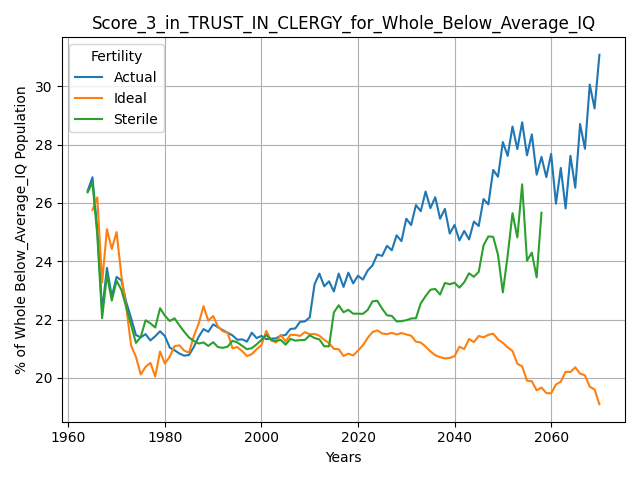 Score_3_in_TRUST_IN_CLERGY_for_Whole_Below_Average_IQ
% of Whole Below_Average_IQ Population
Fertility
Actual
Ideal
Sterile
30
28
26
24
22
20
1960
1980
2000
2020
2040
2060
Years